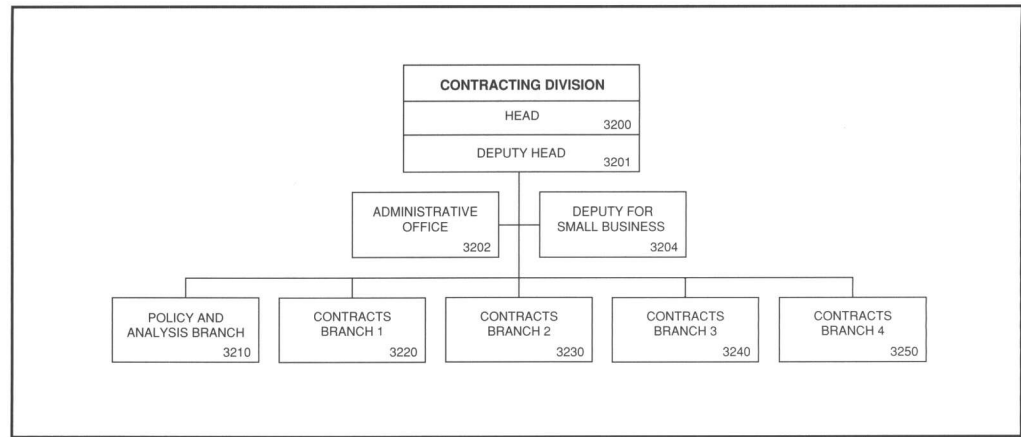 CONTRACTING DIVISION
HEAD
3200
DEPUTY HEAD
3201
ADMINISTRATIVE
OFFICE
3202
DEPUTY FOR
SMALL BUSINESS
3204
POLICY AND
ANALYSIS BRANCH
3210
CONTRACTS
BRANCH 1
3220
CONTRACTS
BRANCH 2
3230
CONTRACTS
BRANCH 3
3240
CONTRACTS
BRANCH 4
3250